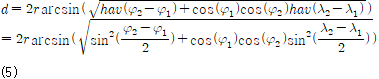 d = 2r arcsin(√hav(φ₂−φ₁)+cos(φ₁)cos(φ₂)hav(λ₂−λ₁))
= 2r arcsin(√sin²((φ₂−φ₁)/2)+cos(φ₁)cos(φ₂)sin²((λ₂−λ₁)/2))
(5)